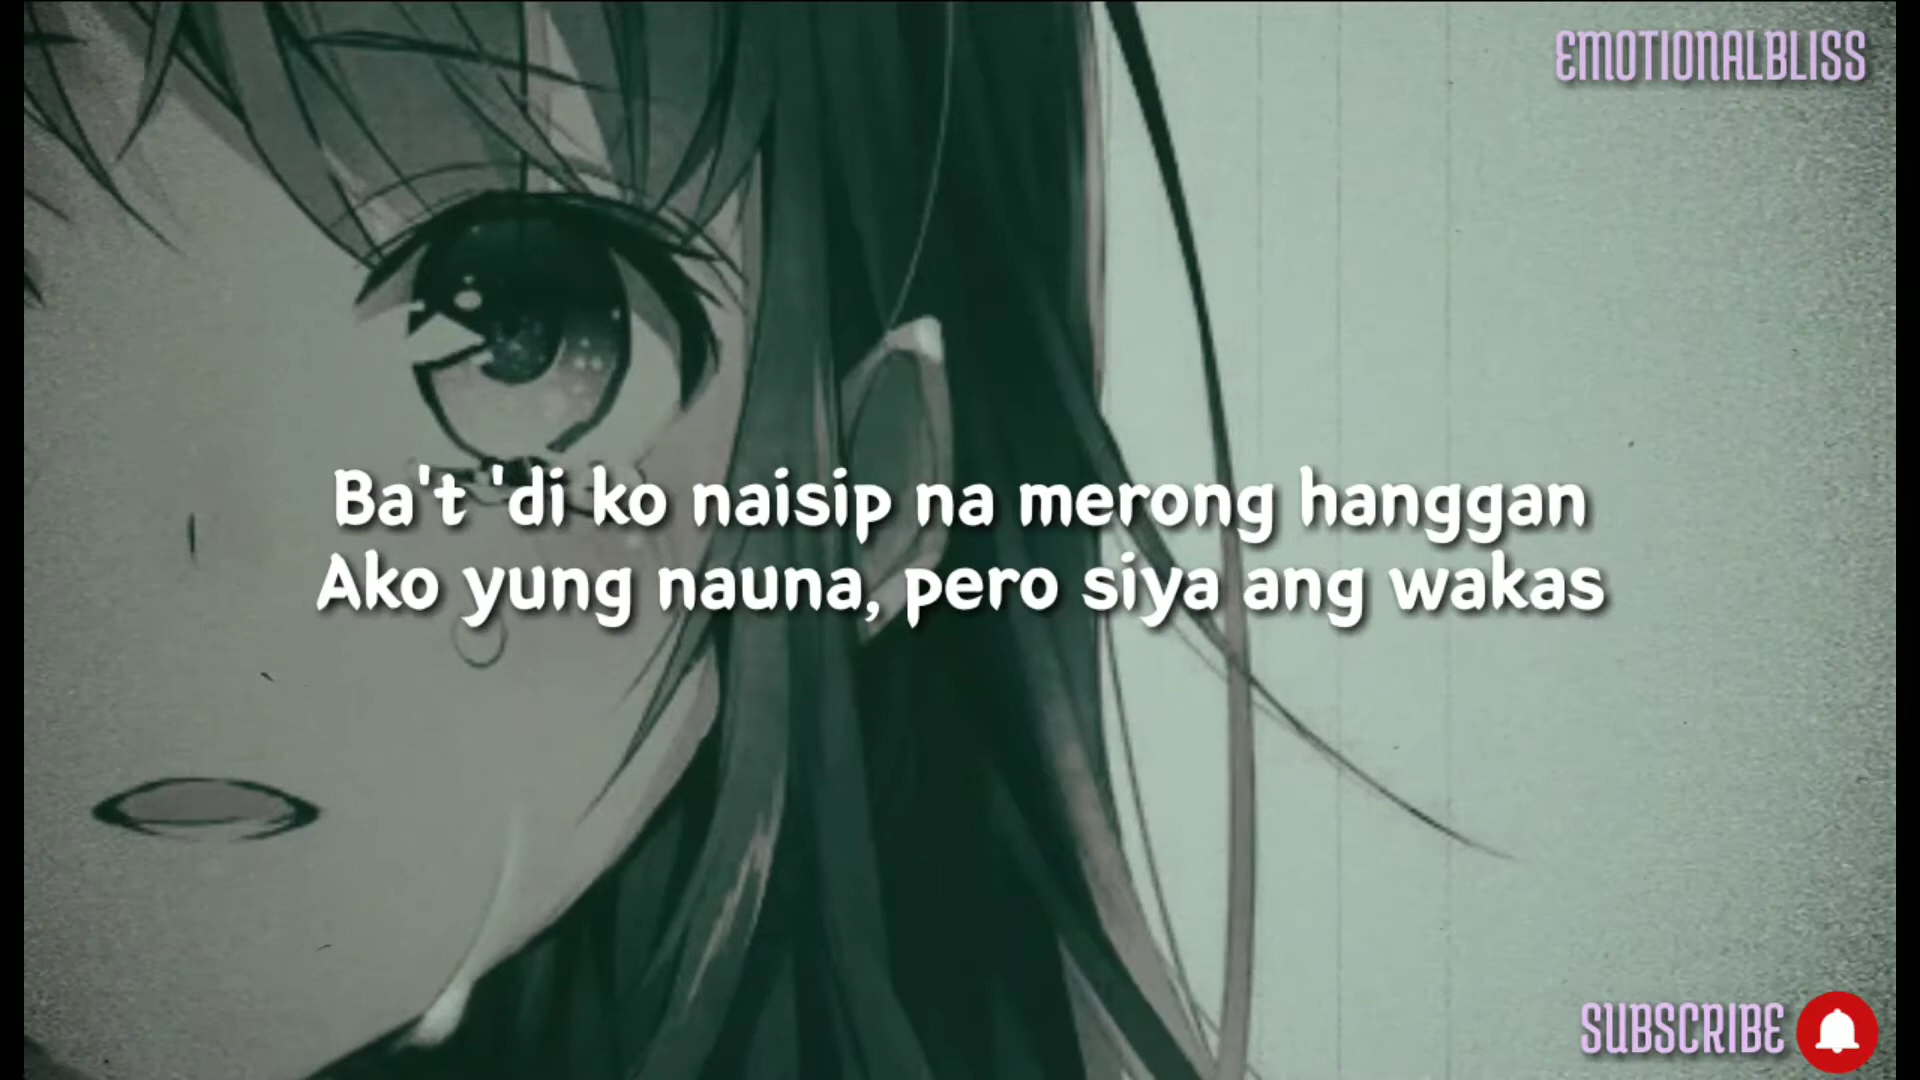 EMOTIONALBLISS
Ba't 'di ko naisip na merong hanggan
Ako yung nauna, pero siya ang wakas
SUBSCRIBE